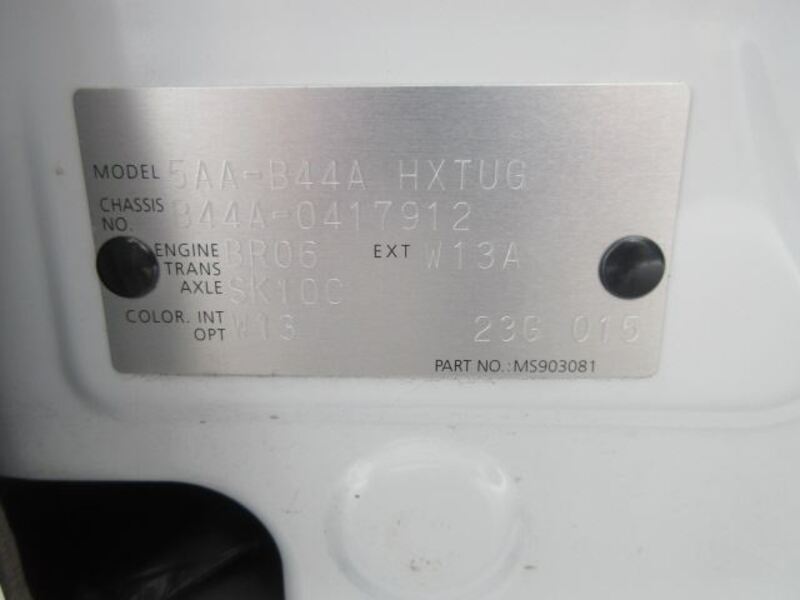 MODEL 5AA-B44A HXTUG
CHASSIS NO. B44A-0417912
ENGINE BR06 EXT W13A
TRANS AXLE SK10C
COLOR. INT
OPT W13 23G 015
PART NO.: MS903081